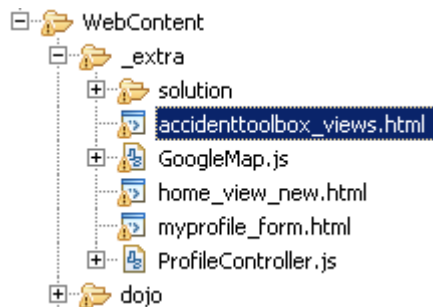 WebContent
_extra
solution
accidenttoolbox_views.html
GoogleMap.js
home_view_new.html
myprofile_form.html
ProfileController.js
dojo